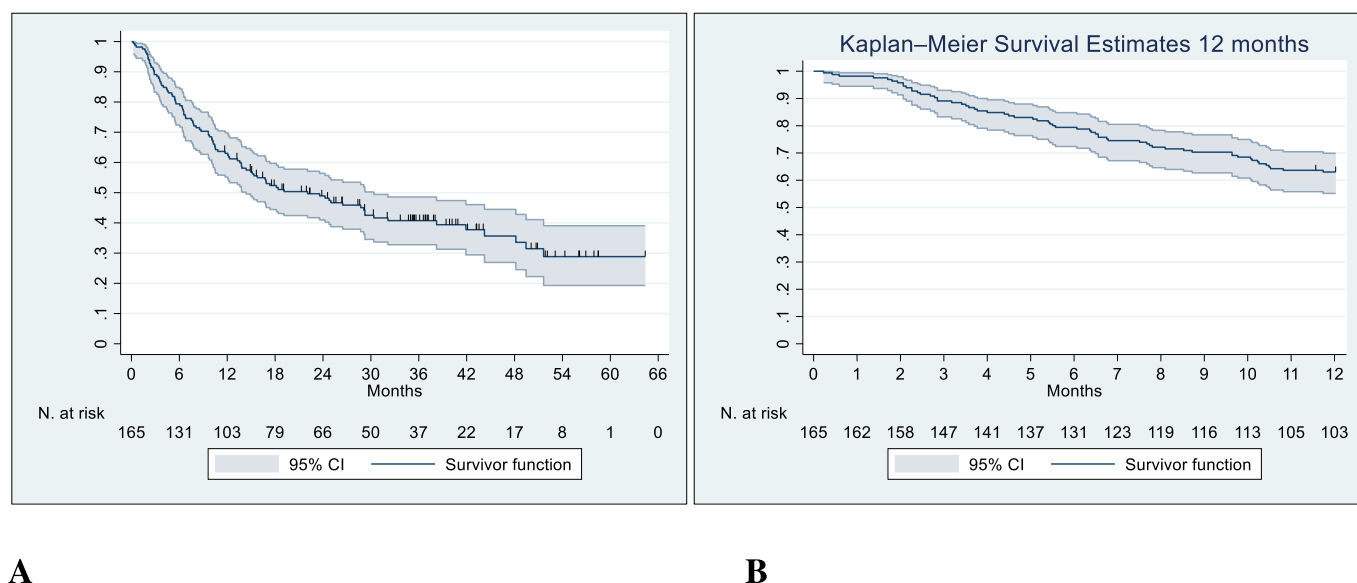 1
.9
.8
.7
.6
.5
.4
.3
.2
.1
0
0 6 12 18 24 30 36 42 48 54 60 66
Months
N. at risk
165 131 103 79 66 50 37 22 17 8 1 0
95% CI Survivor function
A
Kaplan–Meier Survival Estimates 12 months
1
.9
.8
.7
.6
.5
.4
.3
.2
.1
0
0 1 2 3 4 5 6 7 8 9 10 11 12
Months
N. at risk
165 162 158 147 141 137 131 123 119 116 113 105 103
95% CI Survivor function
B